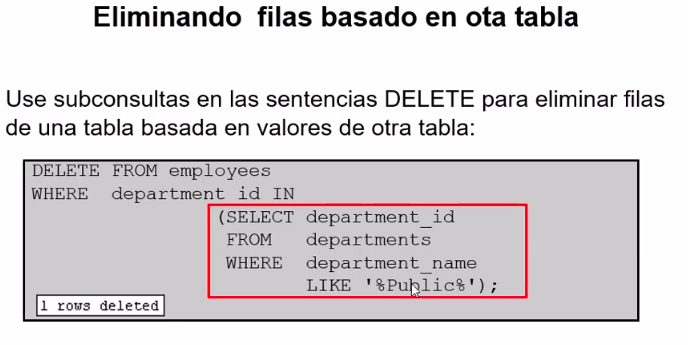 Eliminando filas basado en ota tabla
Use subconsultas en las sentencias DELETE para eliminar filas
de una tabla basada en valores de otra tabla:
DELETE FROM employees
WHERE department_id IN
(SELECT department_id
FROM departments
WHERE department_name
LIKE '%Public%');
1 rows deleted